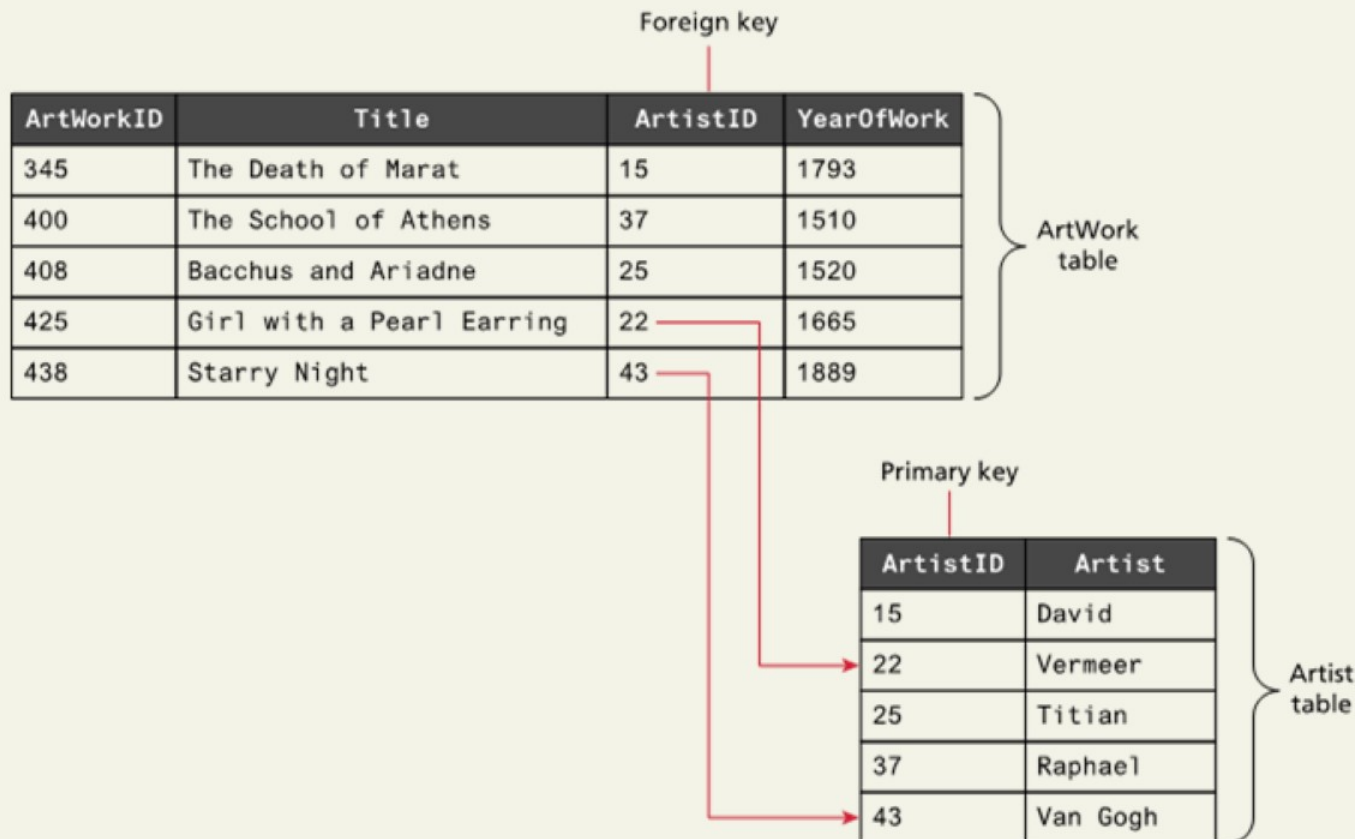 Foreign key
ArtWorkID Title ArtistID YearOfWork
345 The Death of Marat 15 1793
400 The School of Athens 37 1510
408 Bacchus and Ariadne 25 1520
425 Girl with a Pearl Earring 22 1665
438 Starry Night 43 1889
ArtWork
table
Primary key
ArtistID Artist
15 David
22 Vermeer
25 Titian
37 Raphael
43 Van Gogh
Artist
table